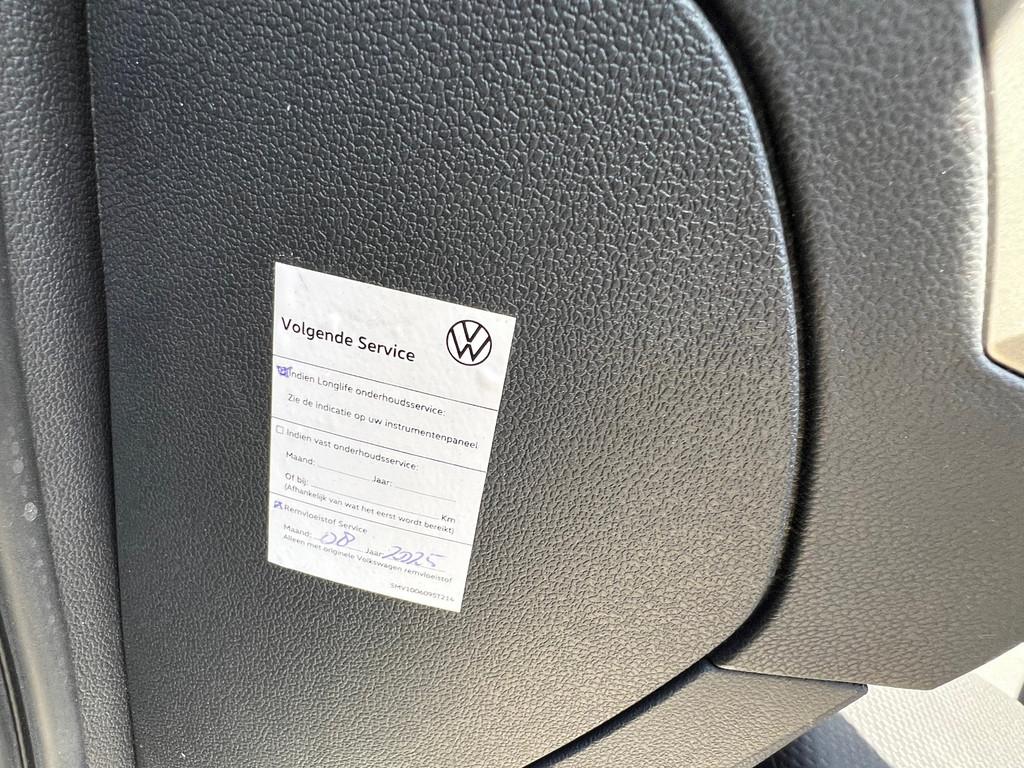 Volgende Service
Indien Longlife onderhoudsservice:
Zie de indicatie op uw instrumentenpaneel
Indien vast onderhoudsservice:
Maand: Jaar:
Of bij: Km
(Afhankelijk van wat het eerst wordt bereikt)
Remvloeistof Service
Maand: 08 Jaar: 2025
Alleen met originele Volkswagen remvloeistof
SMV1006095T214